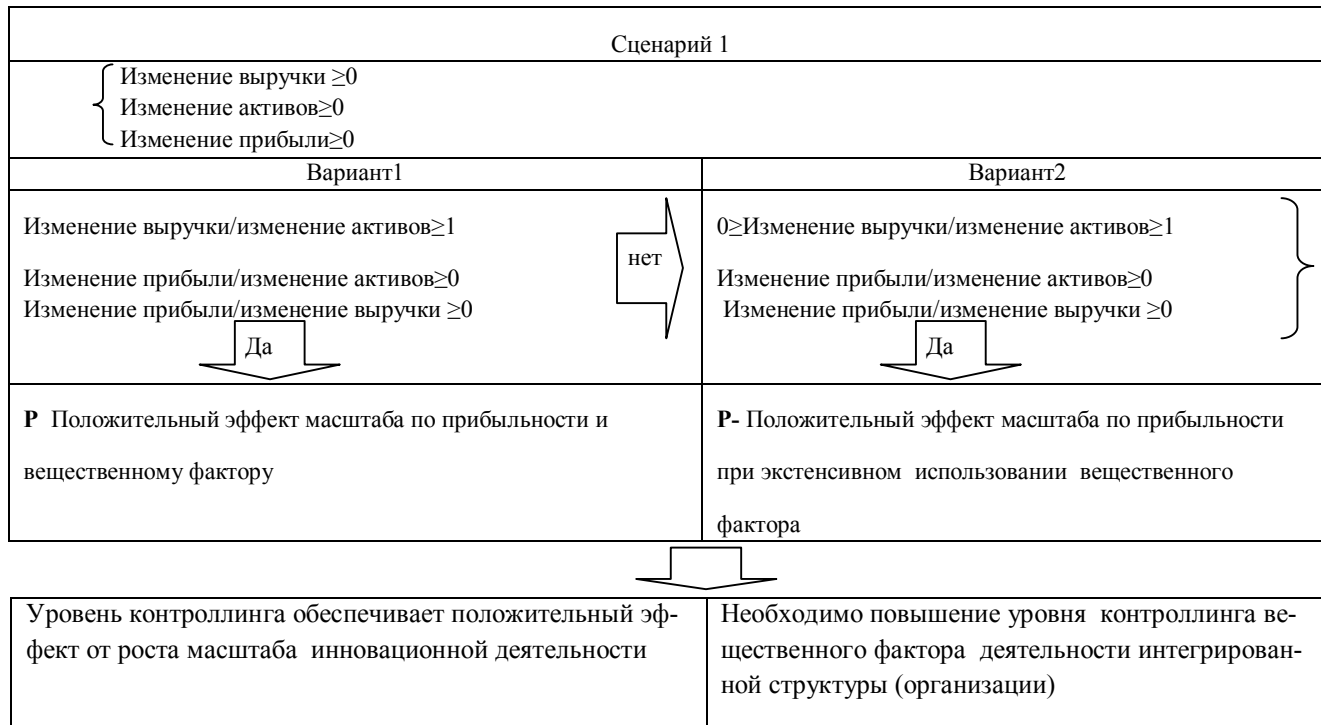 Сценарий 1
Изменение выручки ≥0
Изменение активов≥0
Изменение прибыли≥0
Вариант1
Изменение выручки/изменение активов≥1
Изменение прибыли/изменение активов≥0
Изменение прибыли/изменение выручки ≥0
нет
Да
Вариант2
0≥Изменение выручки/изменение активов≥1
Изменение прибыли/изменение активов≥0
Изменение прибыли/изменение выручки ≥0
Да
P Положительный эффект масштаба по прибыльности и
вещественному фактору
P- Положительный эффект масштаба по прибыльности
при экстенсивном использовании вещественного
фактора
Уровень контроллинга обеспечивает положительный эф-
фект от роста масштаба инновационной деятельности
Необходимо повышение уровня контроллинга ве-
щественного фактора деятельности интегрирован-
ной структуры (организации)